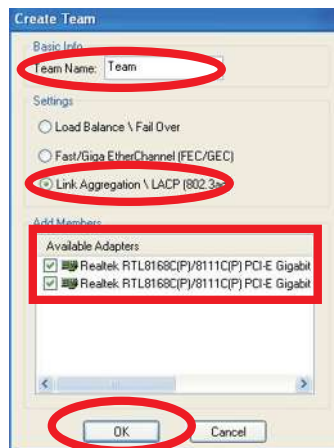 Create Team
Basic Info
Team Name: Team
Settings
Load Balance \ Fail Over
Fast/Giga EtherChannel (FEC/GEC)
Link Aggregation \ LACP (802.3ad
Add Members
Available Adapters
Realtek RTL8168C(P)/8111C(P) PCI-E Gigabit
Realtek RTL8168C(P)/8111C(P) PCI-E Gigabit
OK Cancel